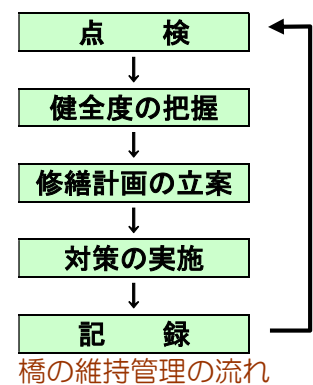 点　　検
↓
健全度の把握
↓
修繕計画の立案
↓
対策の実施
↓
記　　録
橋の維持管理の流れ